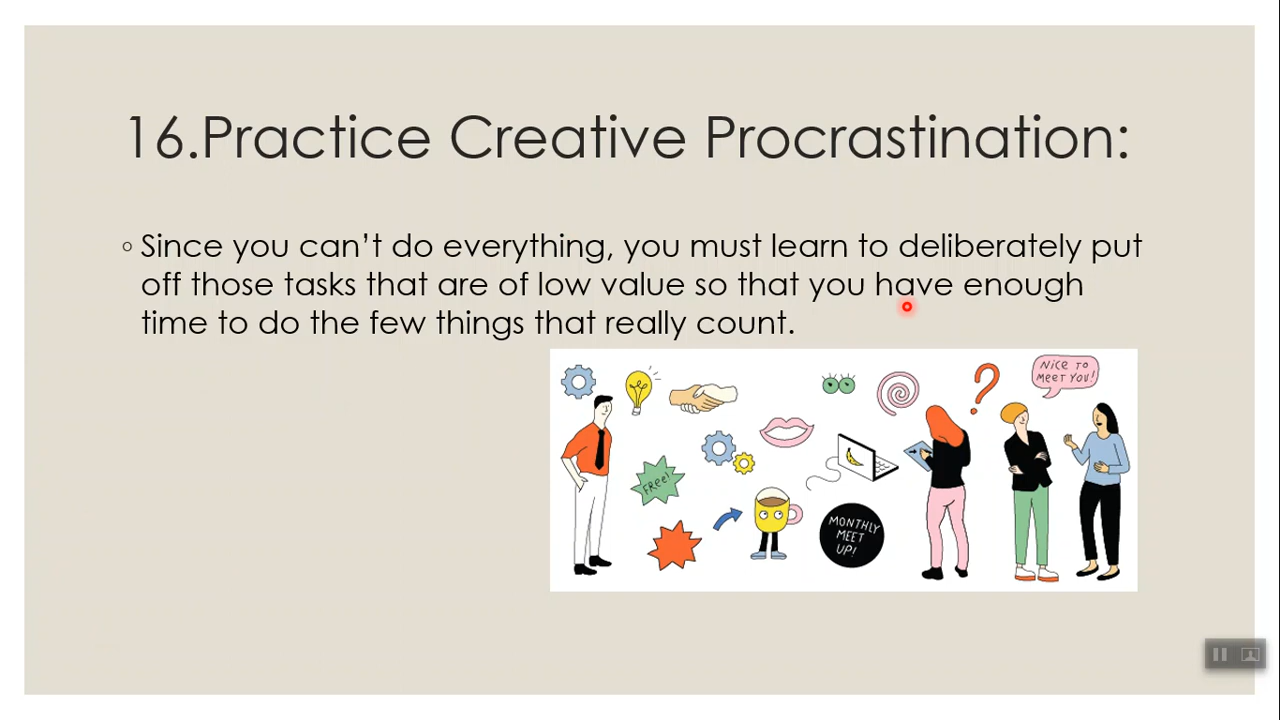 16.Practice Creative Procrastination:
◦ Since you can’t do everything, you must learn to deliberately put
off those tasks that are of low value so that you have enough
time to do the few things that really count.
NiCE TO
MEET YOU!
FREE!
MONTHLY
MEET
UP!